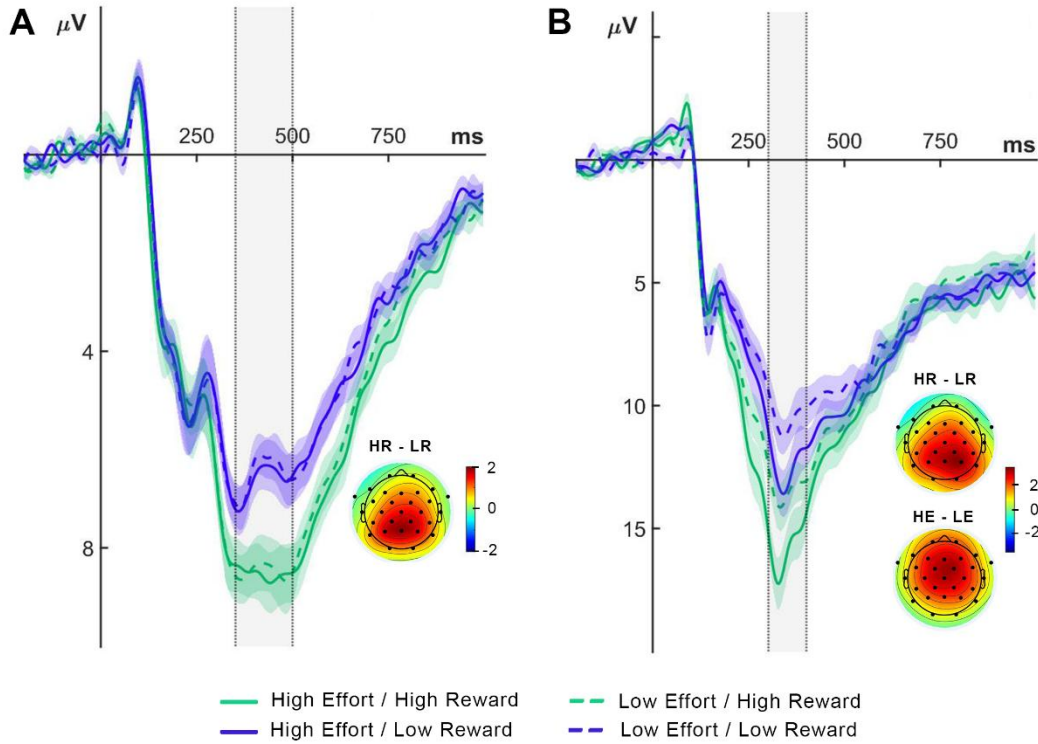 A
μV
250 500 750 ms
4
8
HR - LR
2
0
-2
B
μV
250 500 750 ms
5
10
15
HR - LR
2
0
-2
HE - LE
High Effort / High Reward
High Effort / Low Reward
Low Effort / High Reward
Low Effort / Low Reward